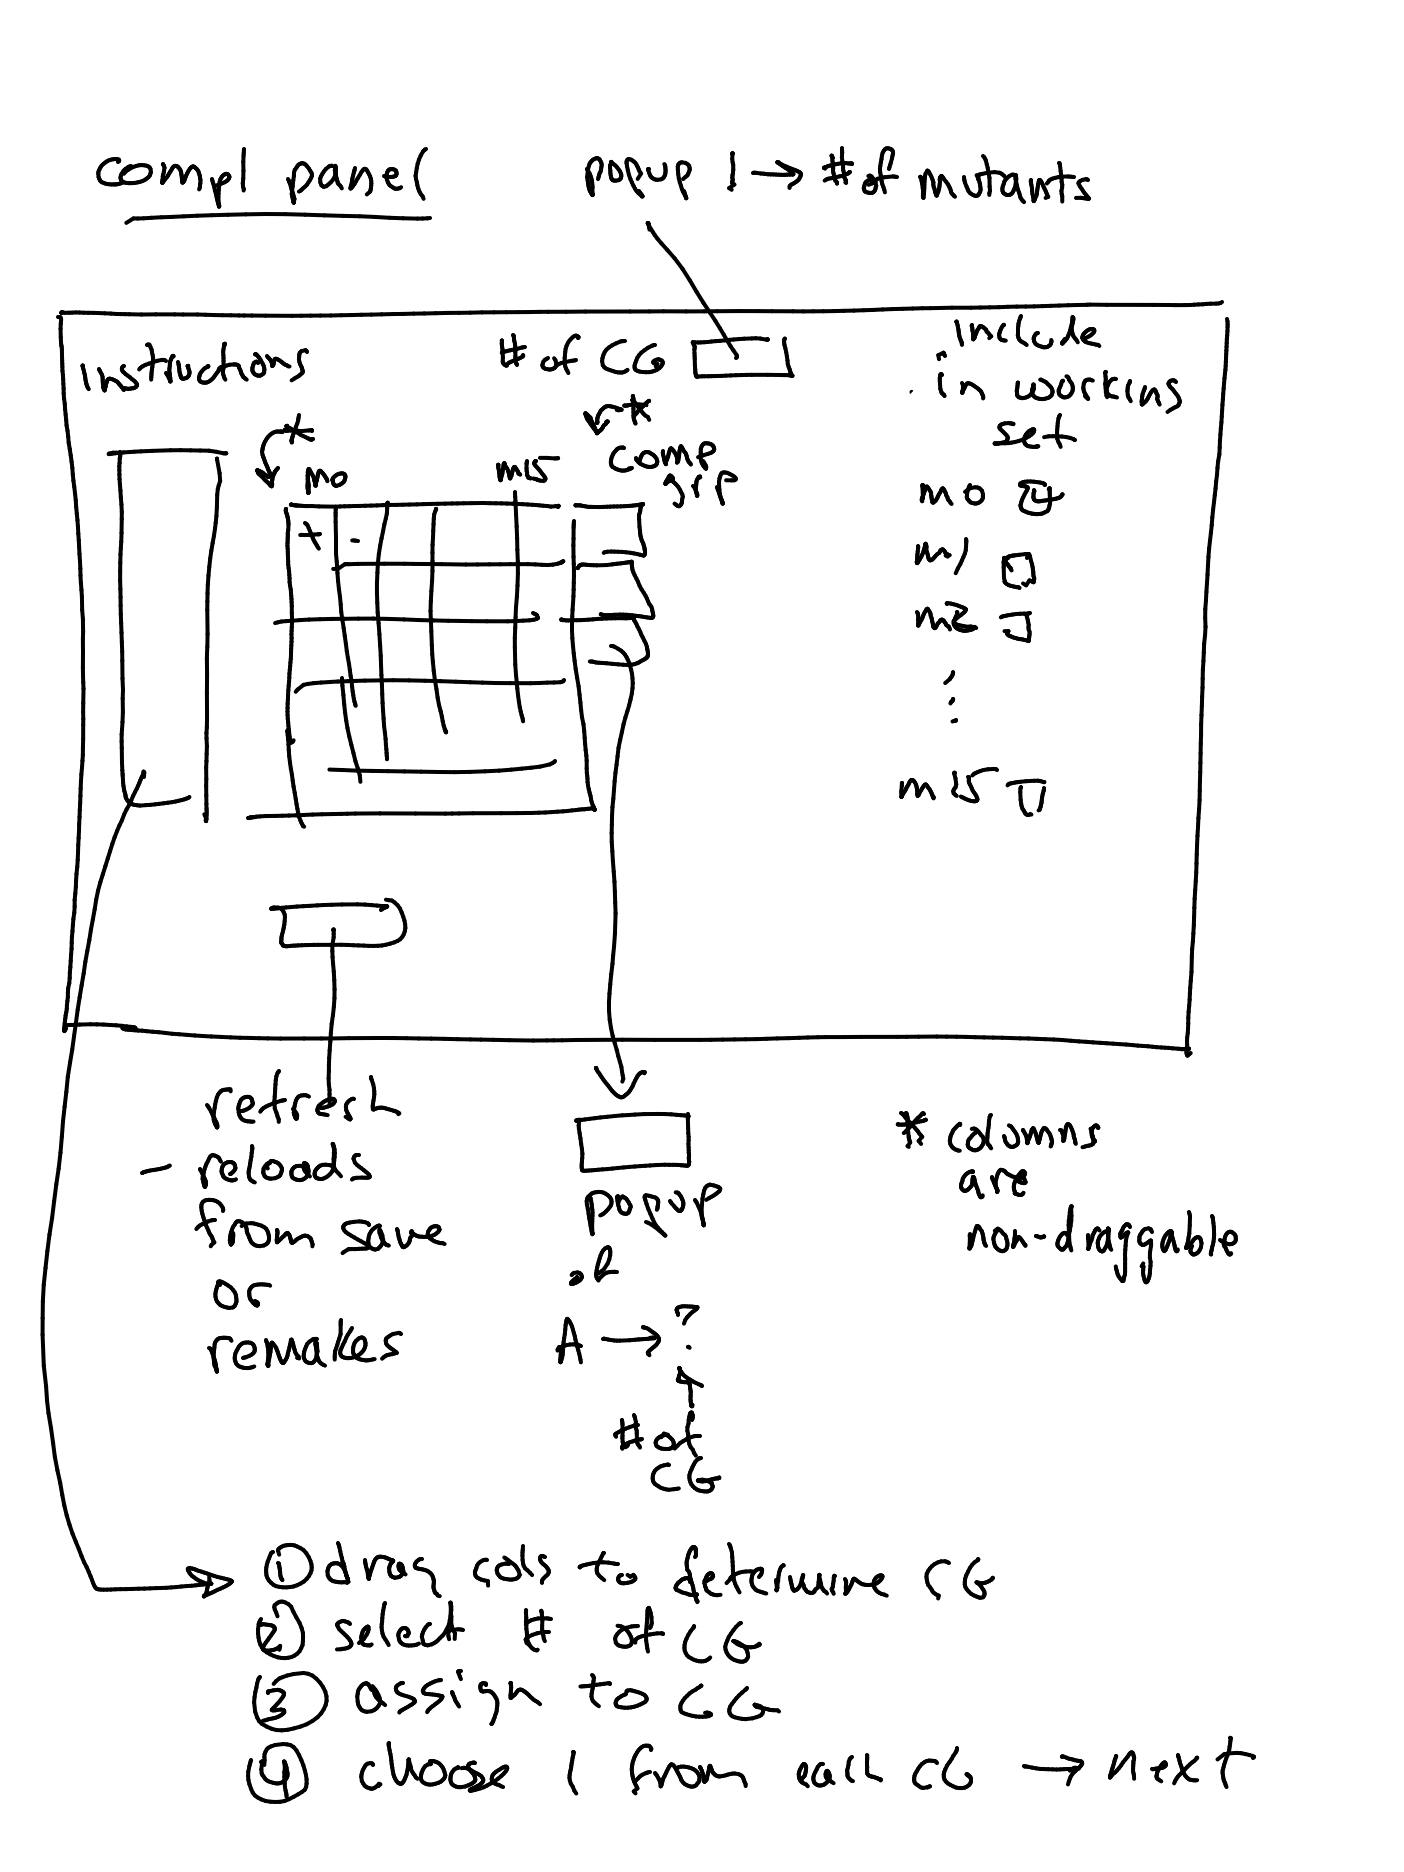 compl panel
popup 1 → # of mutants
Instructions
# of CG
include
in working
set
*
*
comp
grp
m0
m15
+ -
m0
m1
m2
⋮
m15
refresh
- reloads
from save
or
remakes
popup
of
A → ?
# of
CG
* columns
are
non-draggable
① drag cols to determine CG
② select # of CG
③ assign to CG
④ choose 1 from each CG → next